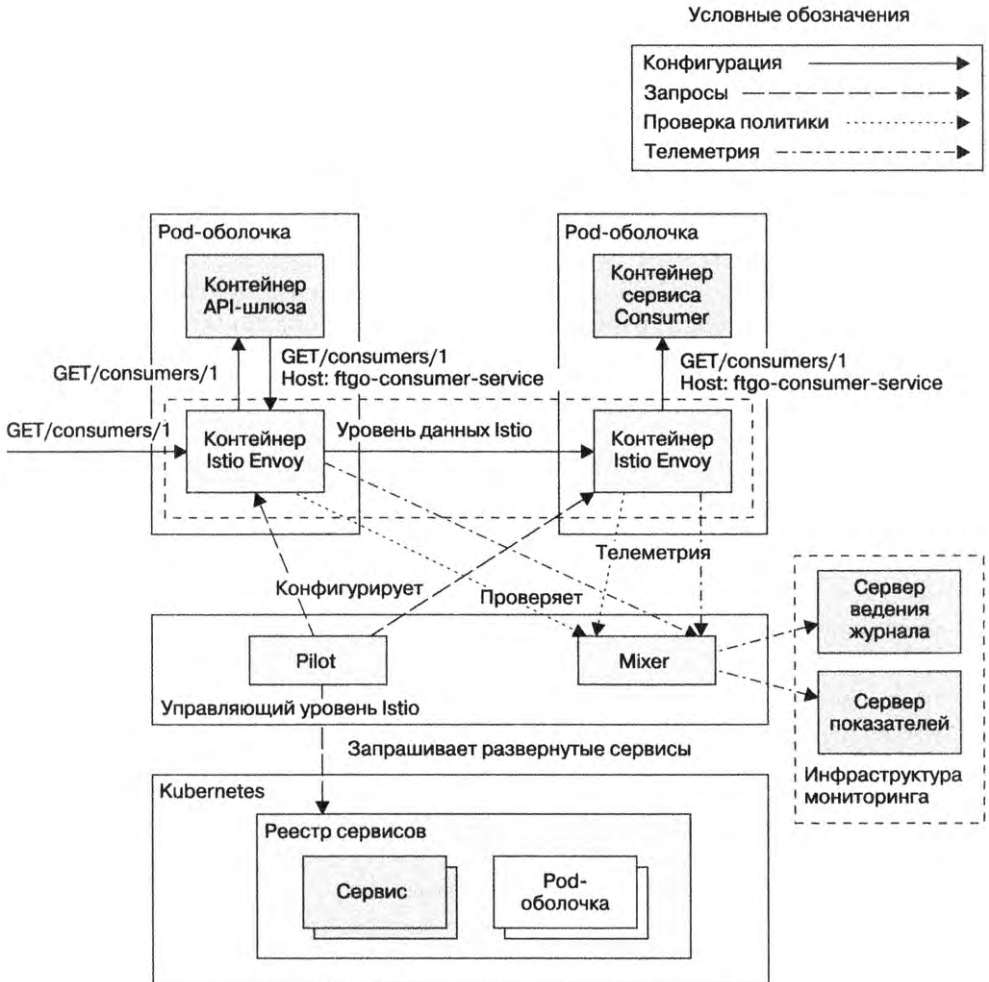 Условные обозначения
Конфигурация
Запросы
Проверка политики
Телеметрия
Pod-оболочка
Pod-оболочка
Контейнер
API-шлюза
Контейнер
сервиса
Consumer
GET/consumers/1
GET/consumers/1
Host: ftgo-consumer-service
GET/consumers/1
Host: ftgo-consumer-service
GET/consumers/1
Контейнер
Istio Envoy
Уровень данных Istio
Контейнер
Istio Envoy
Телеметрия
Конфигурирует
Проверяет
Сервер
ведения
журнала
Pilot
Mixer
Управляющий уровень Istio
Сервер
показателей
Запрашивает развернутые сервисы
Инфраструктура
мониторинга
Kubernetes
Реестр сервисов
Сервис
Pod-
оболочка